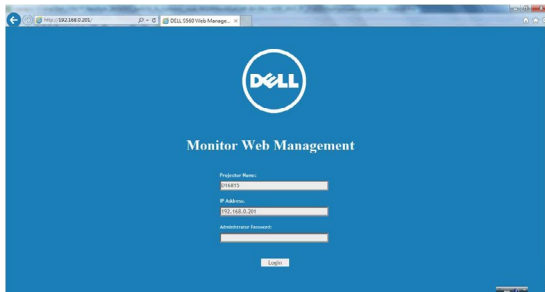 http://192.168.0.201/
DELL S560 Web Manage...
DELL
Monitor Web Management
Projector Name:
IP Address:
192.168.0.201
Administrator Password:
Login